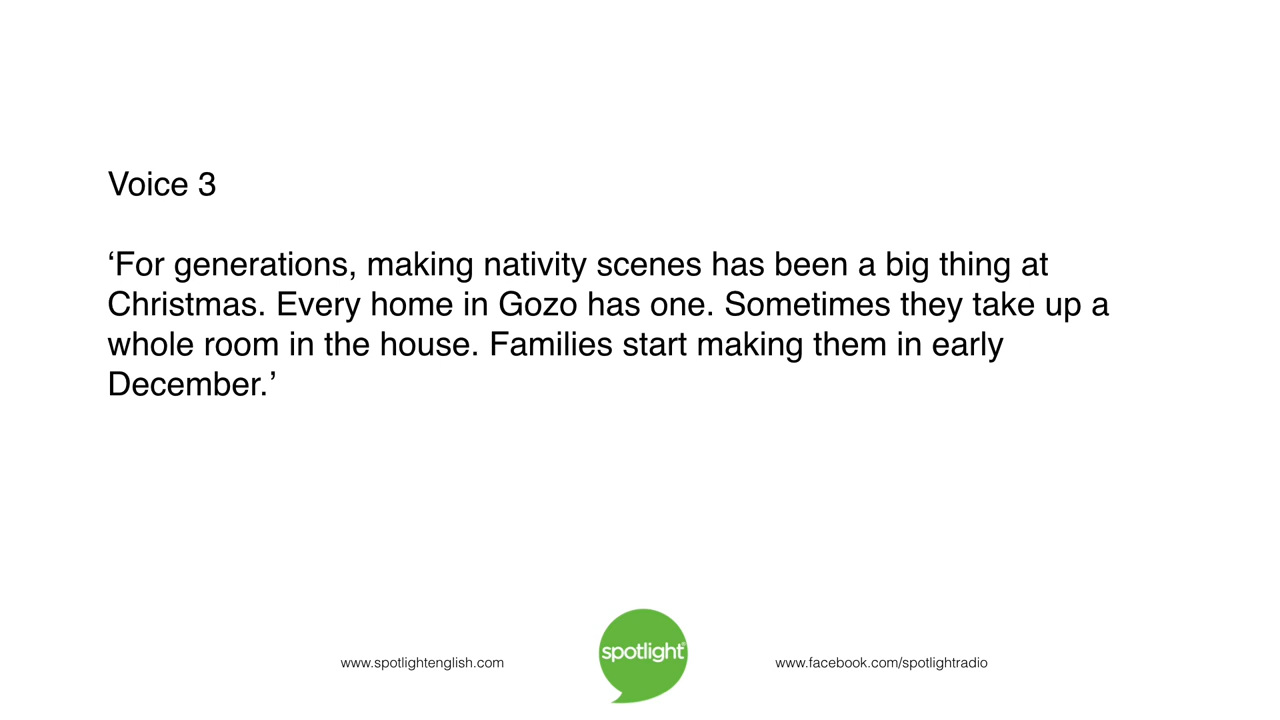 Voice 3
‘For generations, making nativity scenes has been a big thing at
Christmas. Every home in Gozo has one. Sometimes they take up a
whole room in the house. Families start making them in early
December.’
www.spotlightenglish.com
spotlight®
www.facebook.com/spotlightradio